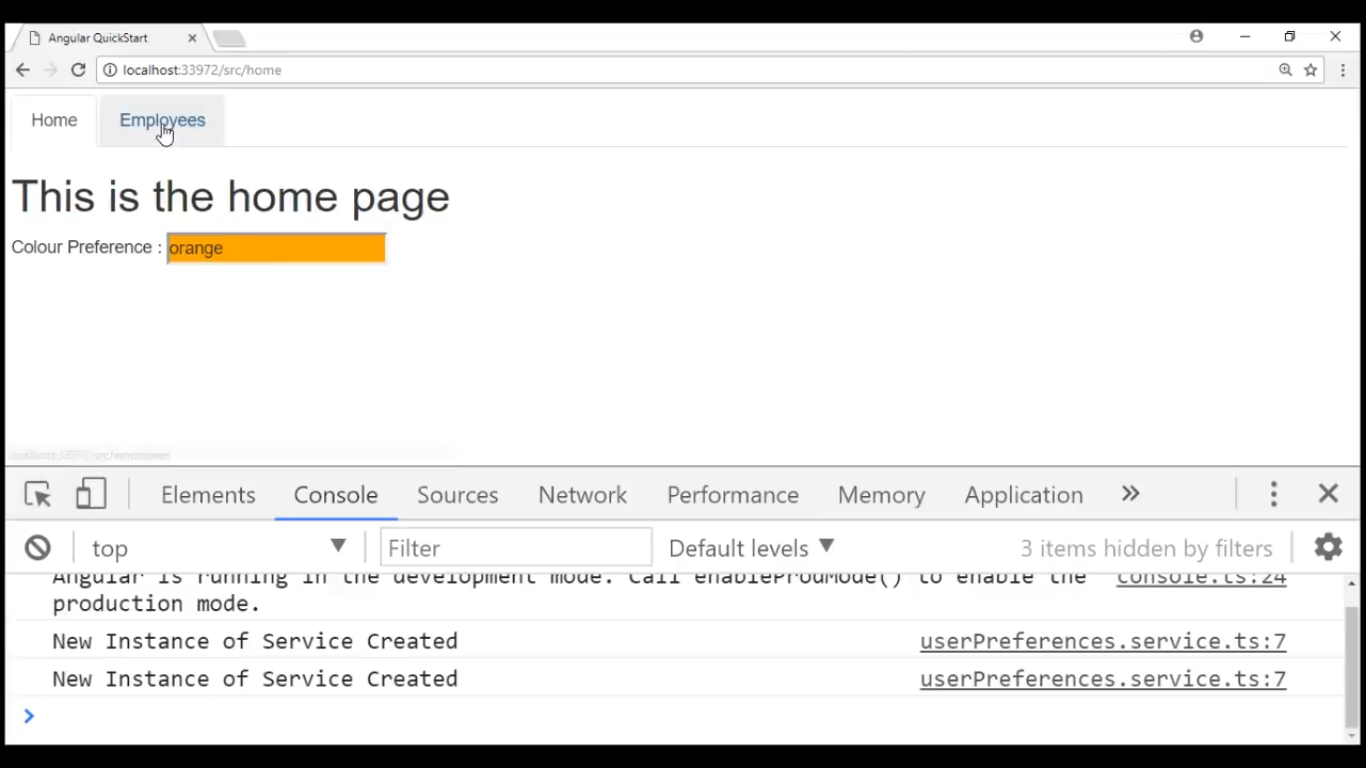 Angular QuickStart
localhost:33972/src/home
Home Employees
This is the home page
Colour Preference : orange
Elements Console Sources Network Performance Memory Application
top Filter Default levels 3 items hidden by filters
Angular is running in the development mode. Call enableProdMode() to enable the console.ts:24
production mode.
New Instance of Service Created userPreferences.service.ts:7
New Instance of Service Created userPreferences.service.ts:7